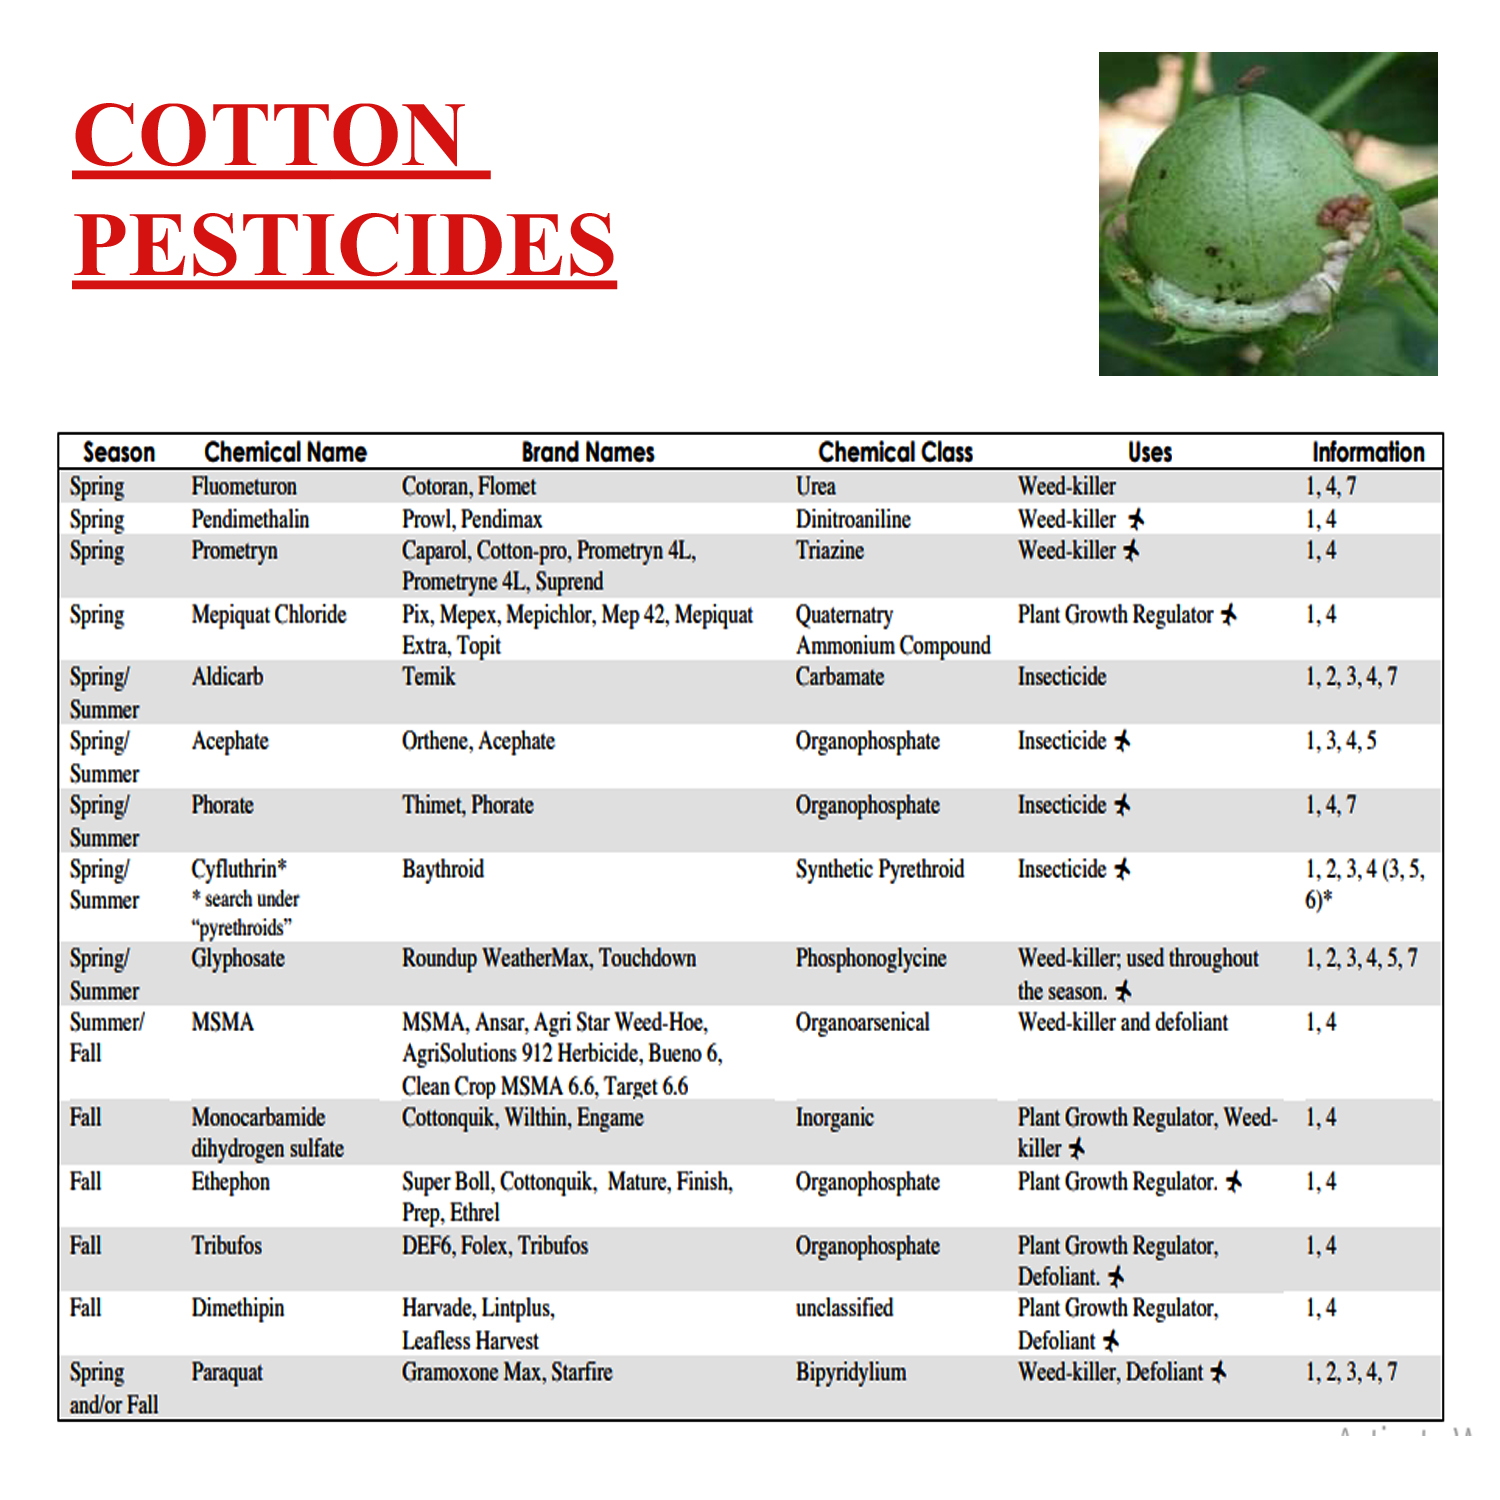 COTTON
PESTICIDES
Season Chemical Name Brand Names Chemical Class Uses Information
Spring Fluometuron Cotoran, Flomet Urea Weed-killer 1, 4, 7
Spring Pendimethalin Prowl, Pendimax Dinitroaniline Weed-killer 1, 4
Spring Prometryn Caparol, Cotton-pro, Prometryn 4L, Triazine Weed-killer 1, 4
Prometryne 4L, Suprend
Spring Mepiquat Chloride Pix, Mepex, Mepichlor, Mep 42, Mepiquat Quaternatry Plant Growth Regulator 1, 4
Extra, Topit Ammonium Compound
Spring/ Aldicarb Temik Carbamate Insecticide 1, 2, 3, 4, 7
Summer
Spring/ Acephate Orthene, Acephate Organophosphate Insecticide 1, 3, 4, 5
Summer
Spring/ Phorate Thimet, Phorate Organophosphate Insecticide 1, 4, 7
Summer
Spring/ Cyfluthrin* Baythroid Synthetic Pyrethroid Insecticide 1, 2, 3, 4 (3, 5,
Summer * search under 6)*
“pyrethroids”
Spring/ Glyphosate Roundup WeatherMax, Touchdown Phosphonoglycine Weed-killer; used throughout 1, 2, 3, 4, 5, 7
Summer the season.
Summer/ MSMA MSMA, Ansar, Agri Star Weed-Hoe, Organoarsenical Weed-killer and defoliant 1, 4
Fall AgriSolutions 912 Herbicide, Bueno 6,
Clean Crop MSMA 6.6, Target 6.6
Fall Monocarbamide Cottonquik, Wilthin, Engame Inorganic Plant Growth Regulator, Weed- 1, 4
dihydrogen sulfate killer
Fall Ethephon Super Boll, Cottonquik, Mature, Finish, Organophosphate Plant Growth Regulator. 1, 4
Prep, Ethrel
Fall Tribufos DEF6, Folex, Tribufos Organophosphate Plant Growth Regulator, 1, 4
Defoliant.
Fall Dimethipin Harvade, Lintplus, unclassified Plant Growth Regulator, 1, 4
Leafless Harvest Defoliant
Spring Paraquat Gramoxone Max, Starfire Bipyridylium Weed-killer, Defoliant 1, 2, 3, 4, 7
and/or Fall